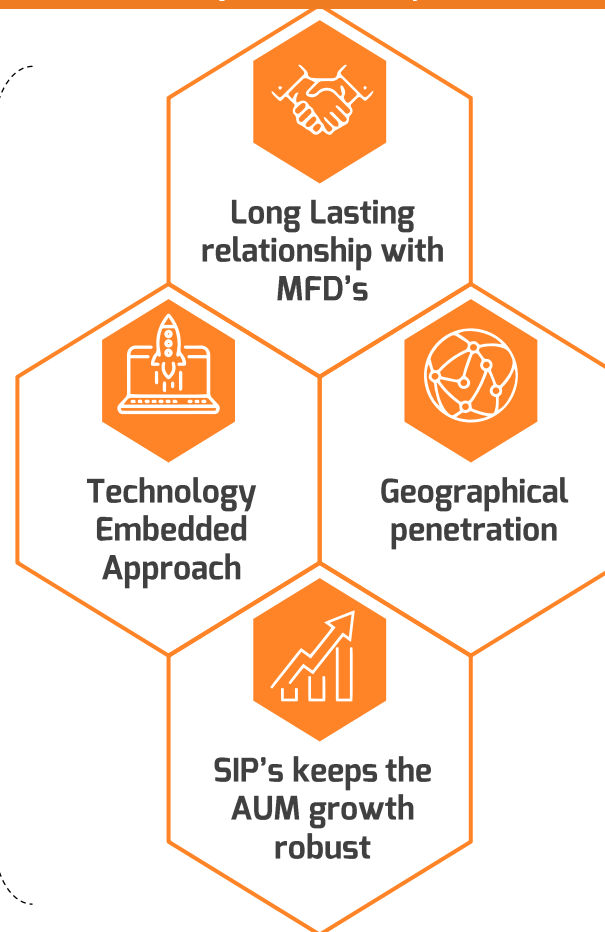 Long Lasting
relationship with
MFD's
Technology
Embedded
Approach
Geographical
penetration
SIP's keeps the
AUM growth
robust